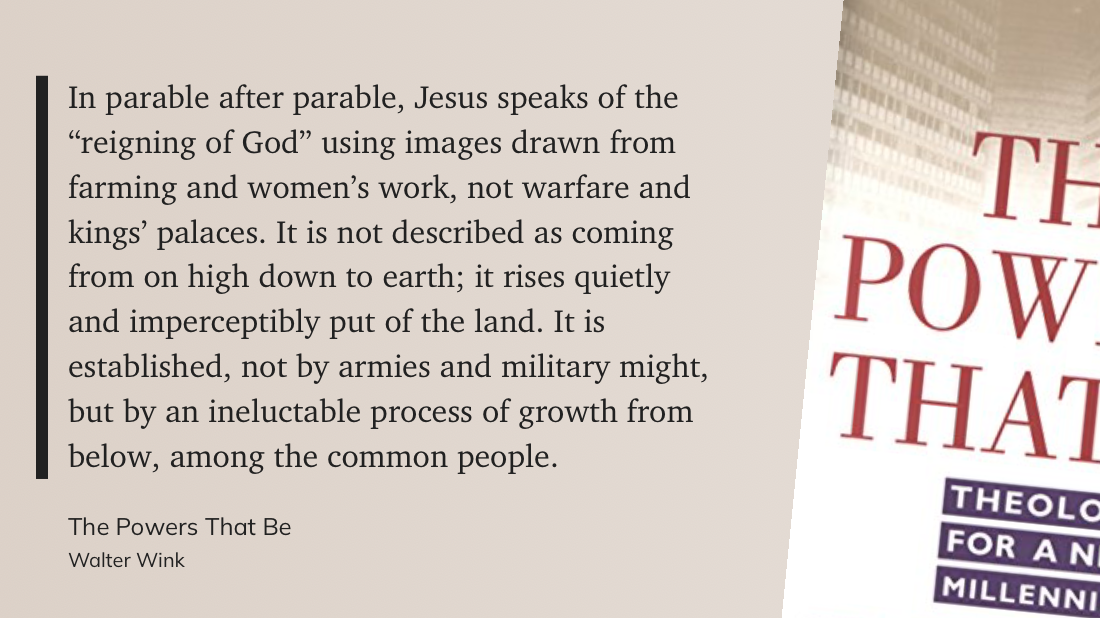 In parable after parable, Jesus speaks of the
“reigning of God” using images drawn from
farming and women’s work, not warfare and
kings’ palaces. It is not described as coming
from on high down to earth; it rises quietly
and imperceptibly put of the land. It is
established, not by armies and military might,
but by an ineluctable process of growth from
below, among the common people.
The Powers That Be
Walter Wink
TH
POW
THAT
THEOLO
FOR A N
MILLENNI